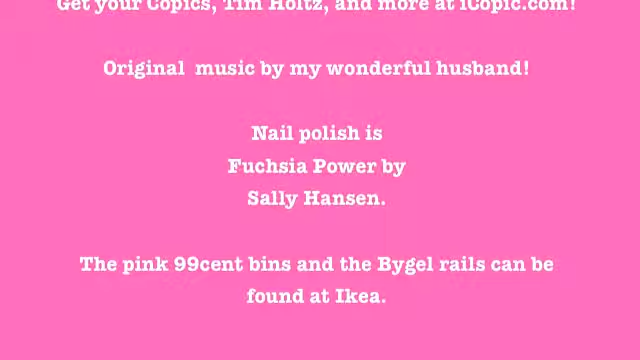 Get your Copics, Tim Holtz, and more at iCopic.com!
Original  music by my wonderful husband!
Nail polish is
Fuchsia Power by
Sally Hansen.
The pink 99cent bins and the Bygel rails can be
found at Ikea.